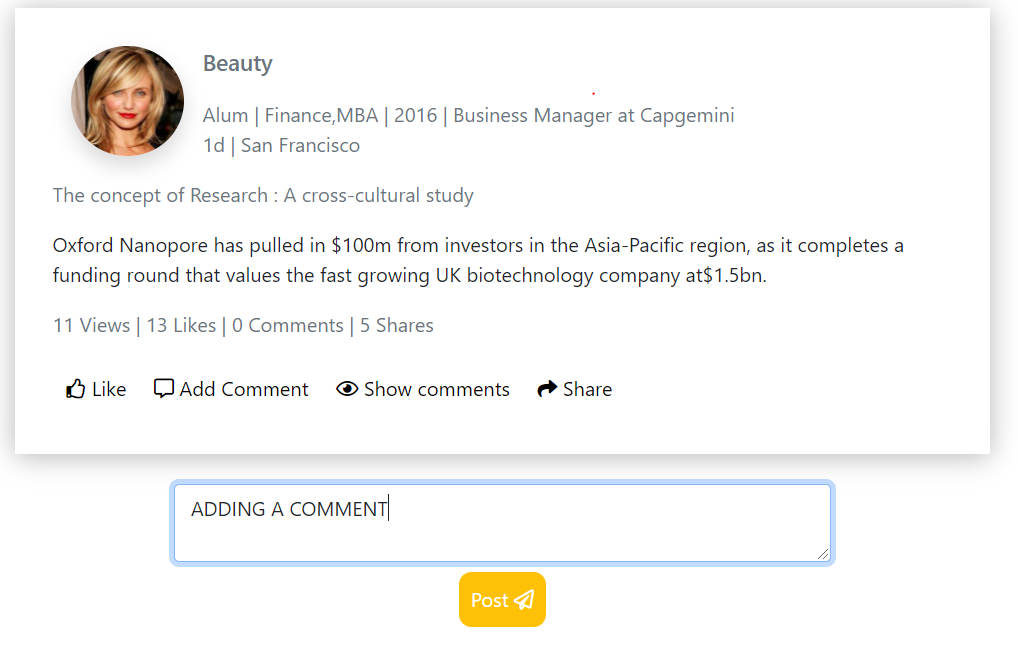 Beauty
Alum | Finance,MBA | 2016 | Business Manager at Capgemini
1d | San Francisco
The concept of Research : A cross-cultural study
Oxford Nanopore has pulled in $100m from investors in the Asia-Pacific region, as it completes a
funding round that values the fast growing UK biotechnology company at$1.5bn.
11 Views | 13 Likes | 0 Comments | 5 Shares
Like Add Comment Show comments Share
ADDING A COMMENT
Post